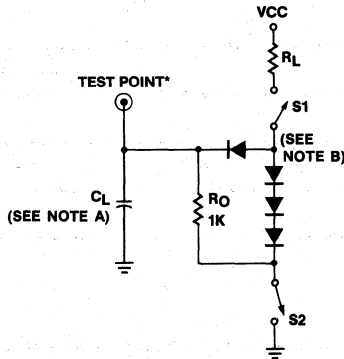 VCC
RL
TEST POINT*
S1
(SEE
NOTE B)
CL
(SEE NOTE A)
RO
1K
S2